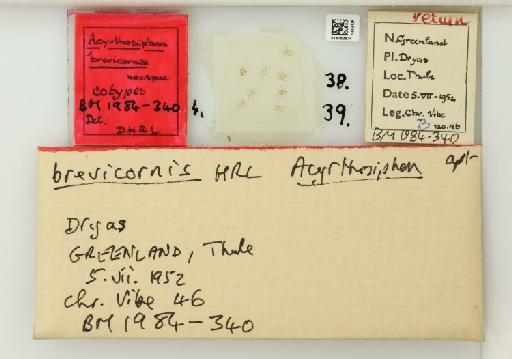 Acyrthosiphon
brevicornis
nov.spec.
cotypes
BM 1984-340
Det.
D.H.R.L
4.
38.
39.
return
N.Greenland
Pl. Dryas
Loc. Thule
Date 5-VII-1952
Leg. Chr. Vibe
BM 1984-340
brevicornis HRL Acyrthosiphon
Dryas
GREENLAND, Thule
5.vii.1952
Chr. Vibe 46
BM 1984-340